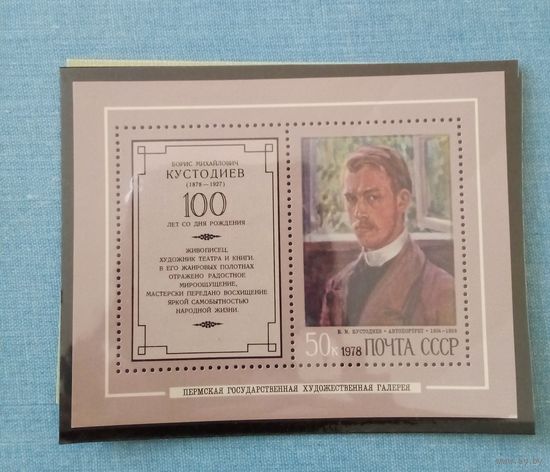 БОРИС МИХАЙЛОВИЧ
КУСТОДИЕВ
(1878–1927)
100
ЛЕТ СО ДНЯ РОЖДЕНИЯ
ЖИВОПИСЕЦ,
ХУДОЖНИК ТЕАТРА И КНИГИ.
В ЕГО ЖАНРОВЫХ ПОЛОТНАХ
ОТРАЖЕНО РАДОСТНОЕ
МИРООЩУЩЕНИЕ,
МАСТЕРСКИ ПЕРЕДАНО ВОСХИЩЕНИЕ
ЯРКОЙ САМОБЫТНОСТЬЮ
НАРОДНОЙ ЖИЗНИ.
Б. М. КУСТОДИЕВ • АВТОПОРТРЕТ •
50к 1978 ПОЧТА СССР
ПЕРМСКАЯ ГОСУДАРСТВЕННАЯ ХУДОЖЕСТВЕННАЯ ГАЛЕРЕЯ